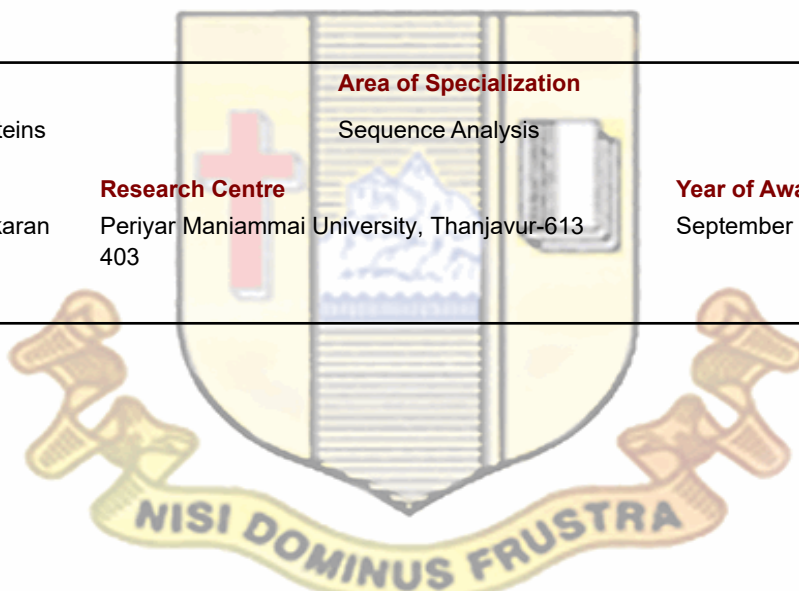 Area of Specialization
teins Sequence Analysis
Research Centre Year of Awa
karan Periyar Maniammai University, Thanjavur-613 September
403
NISI DOMINUS FRUSTRA